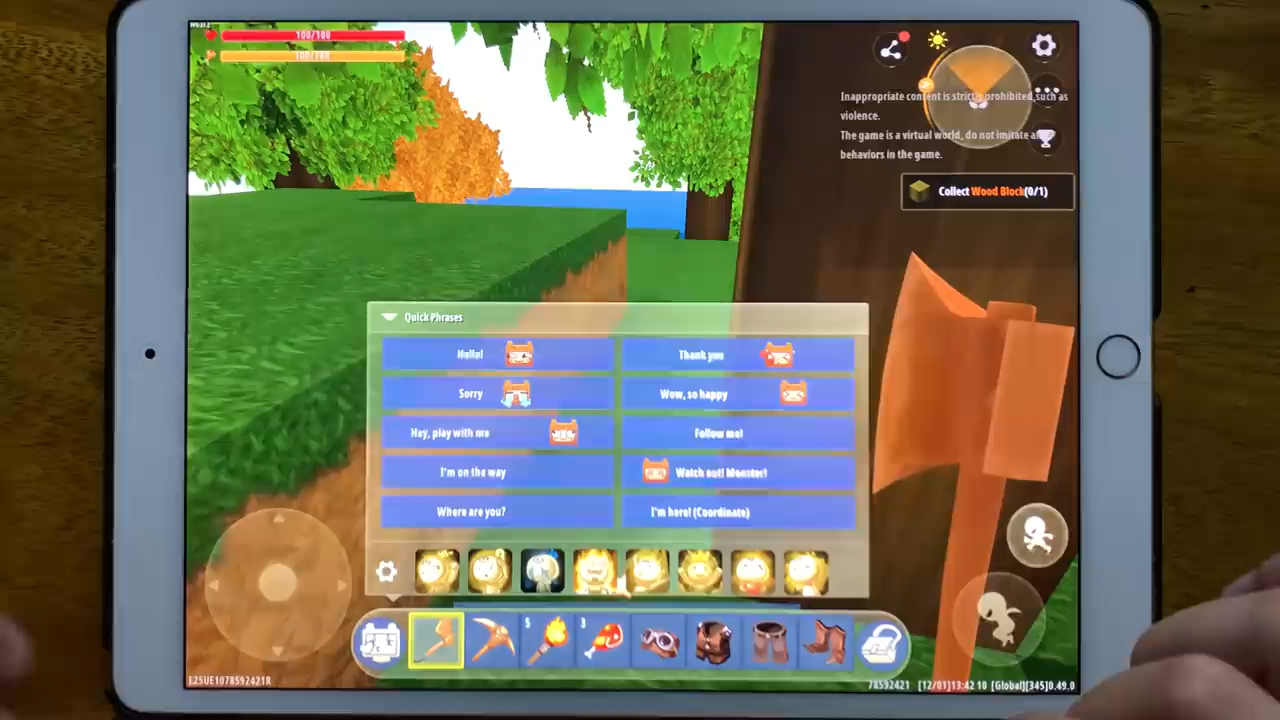 100/100
100/100
Inappropriate content is strictly prohibited,such as
violence.
The game is a virtual world, do not imitate
behaviors in the game.
Collect Wood Block(0/1)
Quick Phrases
Hello!
Thank you
Sorry
Wow, so happy
Hey, play with me
Follow me!
I'm on the way
Watch out! Monster!
Where are you?
I'm here! (Coordinate)
5
3
E25UE1078592421R
78592421 [12/01]13:42 10 [Global][345]0.49.0